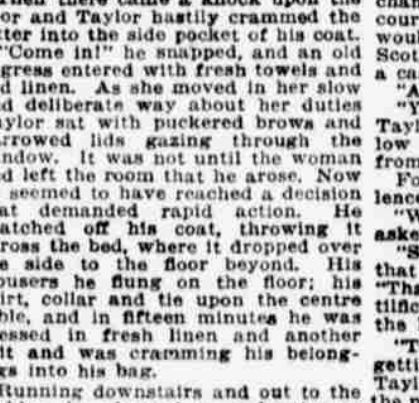 then there came a knock upon the
or and Taylor hastily crammed the
tter into the side pocket of his coat.
"Come in!" he snapped, and an old
gress entered with fresh towels and
d linen. As she moved in her slow
d deliberate way about her duties
aylor sat with puckered brows and
rrowed lids gazing through the
ndow. It was not until the woman
d left the room that he arose. Now
seemed to have reached a decision
at demanded rapid action. He
atched off his coat, throwing it
ross the bed, where it dropped over
e side to the floor beyond. His
ousers he flung on the floor; his
irt, collar and tie upon the centre
ble, and in fifteen minutes he was
essed in fresh linen and another
it and was cramming his belong-
gs into his bag.
Running downstairs and out to the
coun
woul
Scot
a ca
"A
"Y
Tayl
low
from
Fo
lence
"W
aske
"S
that
"Tha
tific
the
"T
getti
Tayl